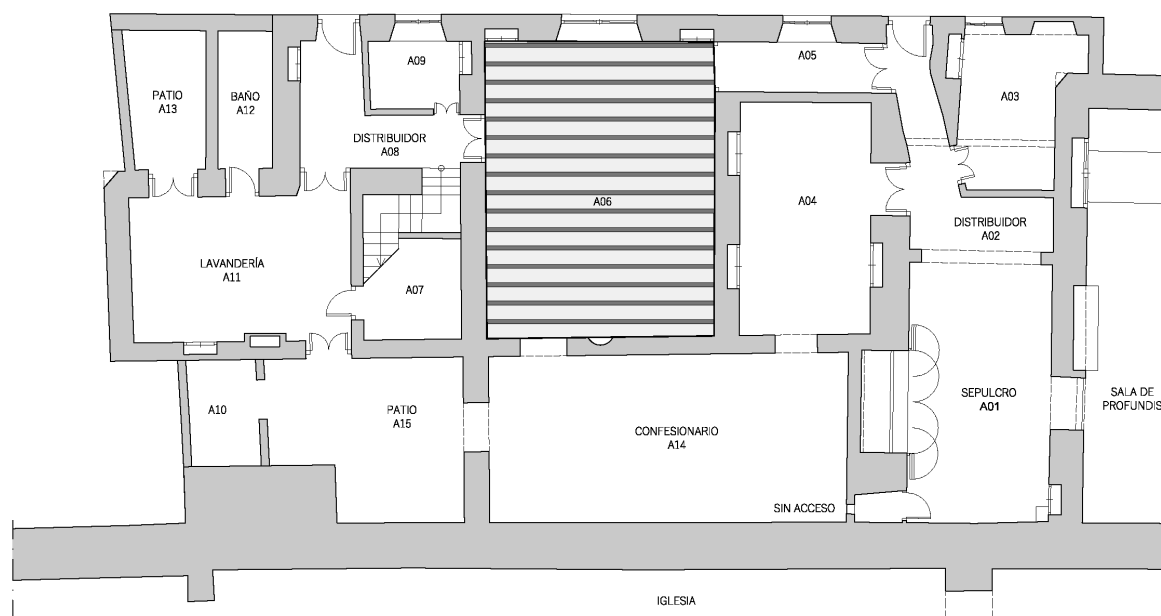 A05
A09
PATIO
A13
BAÑO
A12
A03
DISTRIBUIDOR
A08
A06
A04
DISTRIBUIDOR
A02
LAVANDERÍA
A11
A07
SEPULCRO
A01
SALA DE
PROFUNDIS
A10
PATIO
A15
CONFESIONARIO
A14
SIN ACCESO
IGLESIA